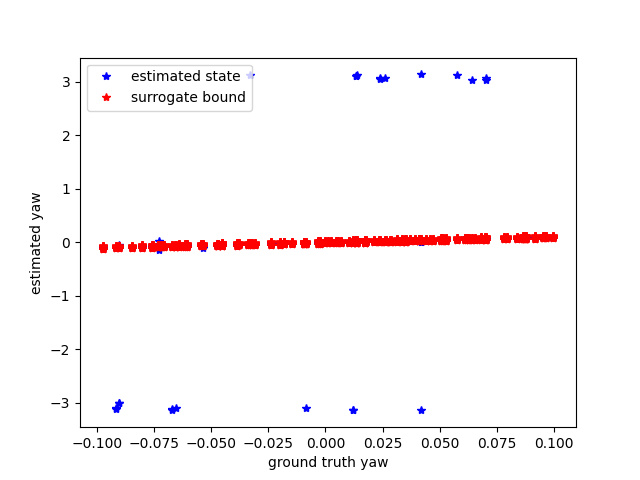 estimated state
surrogate bound
3
2
1
0
−1
−2
−3
estimated yaw
−0.100 −0.075 −0.050 −0.025 0.000 0.025 0.050 0.075 0.100
ground truth yaw